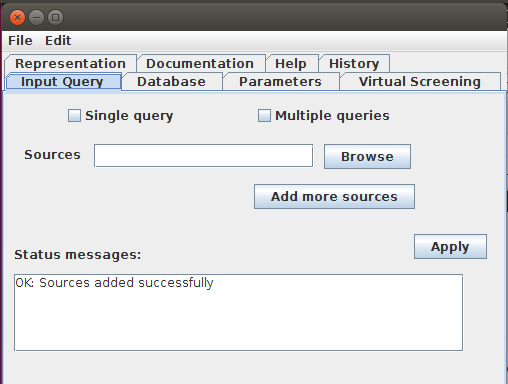 File Edit
Representation Documentation Help History
Input Query Database Parameters Virtual Screening
Single query Multiple queries
Sources Browse
Add more sources
Apply
Status messages:
OK: Sources added successfully